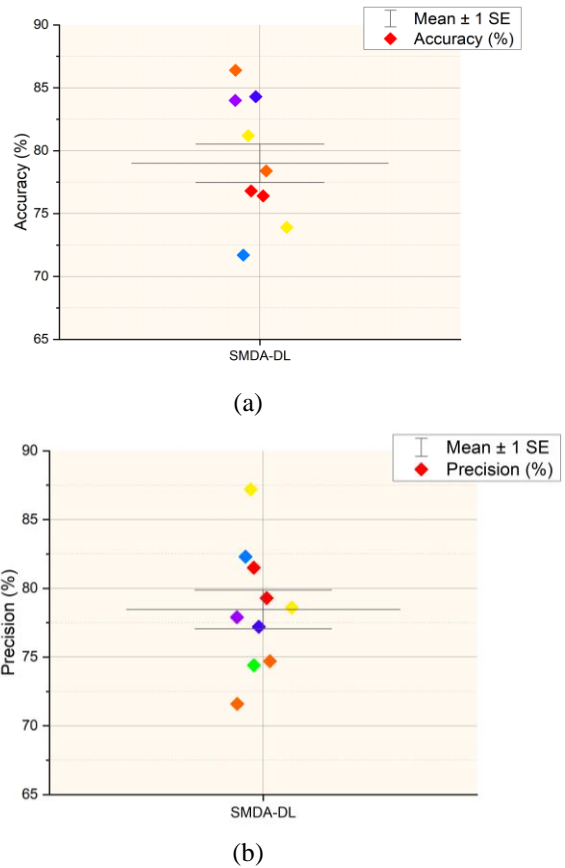 90
Mean ± 1 SE
Accuracy (%)
85
80
75
70
65
Accuracy (%)
SMDA-DL
(a)
90
Mean ± 1 SE
Precision (%)
85
80
75
70
65
Precision (%)
SMDA-DL
(b)